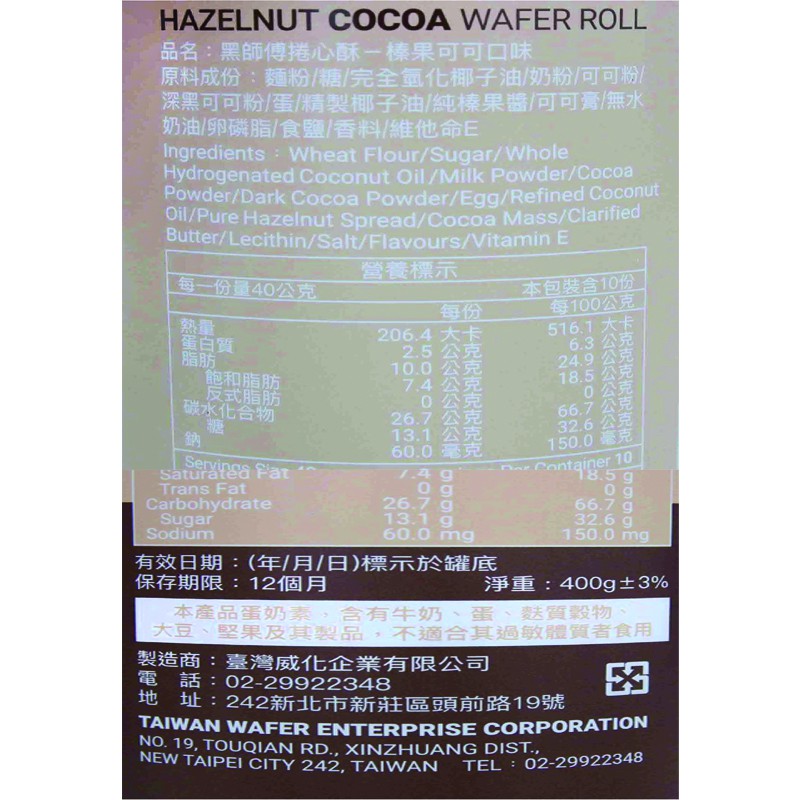 HAZELNUT COCOA WAFER ROLL
品名：黑師傅捲心酥－榛果可可口味
原料成份：麵粉/糖/完全氫化椰子油/奶粉/可可粉/
深黑可可粉/蛋/精製椰子油/純榛果醬/可可膏/無水
奶油/卵磷脂/食鹽/香料/維他命E
Ingredients：Wheat Flour/Sugar/Whole
Hydrogenated Coconut Oil/Milk Powder/Cocoa
Powder/Dark Cocoa Powder/Egg/Refined Coconut
Oil/Pure Hazelnut Spread/Cocoa Mass/Clarified
Butter/Lecithin/Salt/Flavours/Vitamin E
營養標示
每一份量40公克 本包裝含10份
每份 每100公克
熱量 206.4 大卡 516.1 大卡
蛋白質 2.5 公克 6.3 公克
脂肪 10.0 公克 24.9 公克
飽和脂肪 7.4 公克 18.5 公克
反式脂肪 0 公克 0 公克
碳水化合物 26.7 公克 66.7 公克
糖 13.1 公克 32.6 公克
鈉 60.0 毫克 150.0 毫克
Servings Per Container 10
Saturated Fat 7.4 g 18.5 g
Trans Fat 0 g 0 g
Carbohydrate 26.7 g 66.7 g
Sugar 13.1 g 32.6 g
Sodium 60.0 mg 150.0 mg
有效日期：(年/月/日)標示於罐底
保存期限：12個月 淨重：400g±3%
本產品蛋奶素、含有牛奶、蛋、麩質穀物、
大豆、堅果及其製品，不適合其過敏體質者食用
製造商：臺灣威化企業有限公司
電 話：02-29922348
地 址：242新北市新莊區頭前路19號
TAIWAN WAFER ENTERPRISE CORPORATION
NO. 19, TOUQIAN RD., XINZHUANG DIST.,
NEW TAIPEI CITY 242, TAIWAN TEL：02-29922348